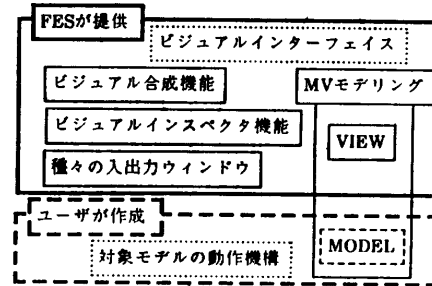 FESが提供
ビジュアルインターフェイス
ビジュアル合成機能
MVモデリング
ビジュアルインスペクタ機能
VIEW
種々の入出力ウィンドウ
ユーザが作成
対象モデルの動作機構
MODEL